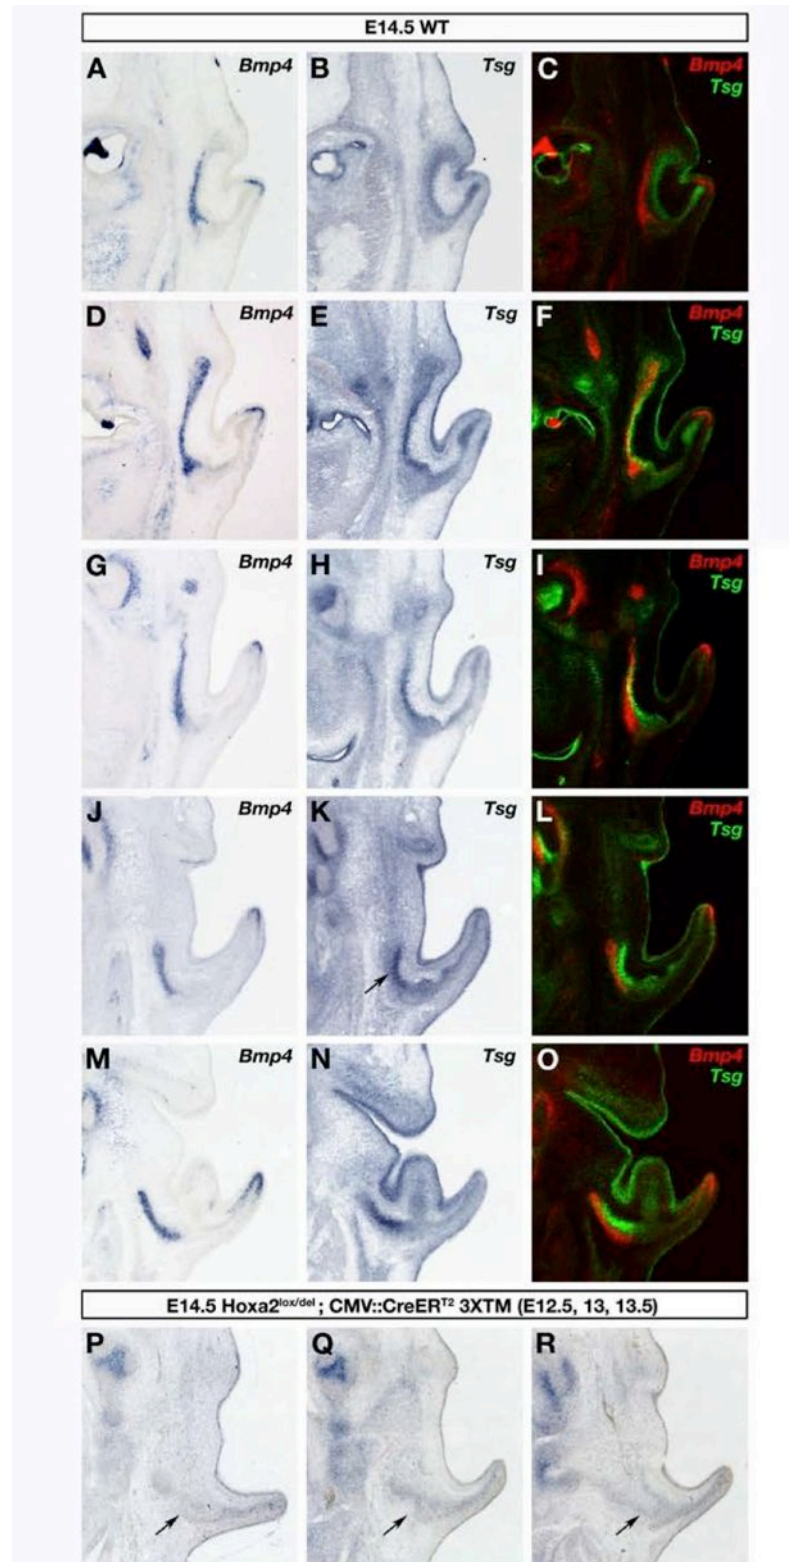 E14.5 WT
A Bmp4 B Tsg C Bmp4
Tsg
D Bmp4 E Tsg F Bmp4
Tsg
G Bmp4 H Tsg I Bmp4
Tsg
J Bmp4 K Tsg L Bmp4
Tsg
M Bmp4 N Tsg O Bmp4
Tsg
E14.5 Hoxa2lox/del ; CMV::CreERT2 3XTM (E12.5, 13, 13.5)
P Q R